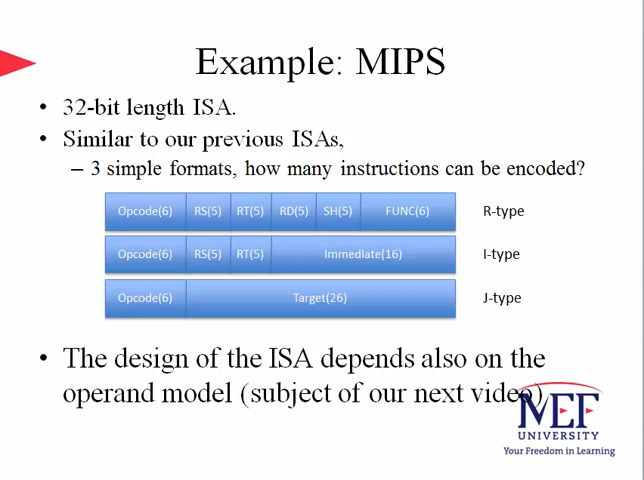 Example: MIPS
• 32-bit length ISA.
• Similar to our previous ISAs,
– 3 simple formats, how many instructions can be encoded?
Opcode(6) RS(5) RT(5) RD(5) SH(5) FUNC(6) R-type
Opcode(6) RS(5) RT(5) Immediate(16) I-type
Opcode(6) Target(26) J-type
• The design of the ISA depends also on the
operand model (subject of our next video)
MEF
UNIVERSITY
Your Freedom in Learning